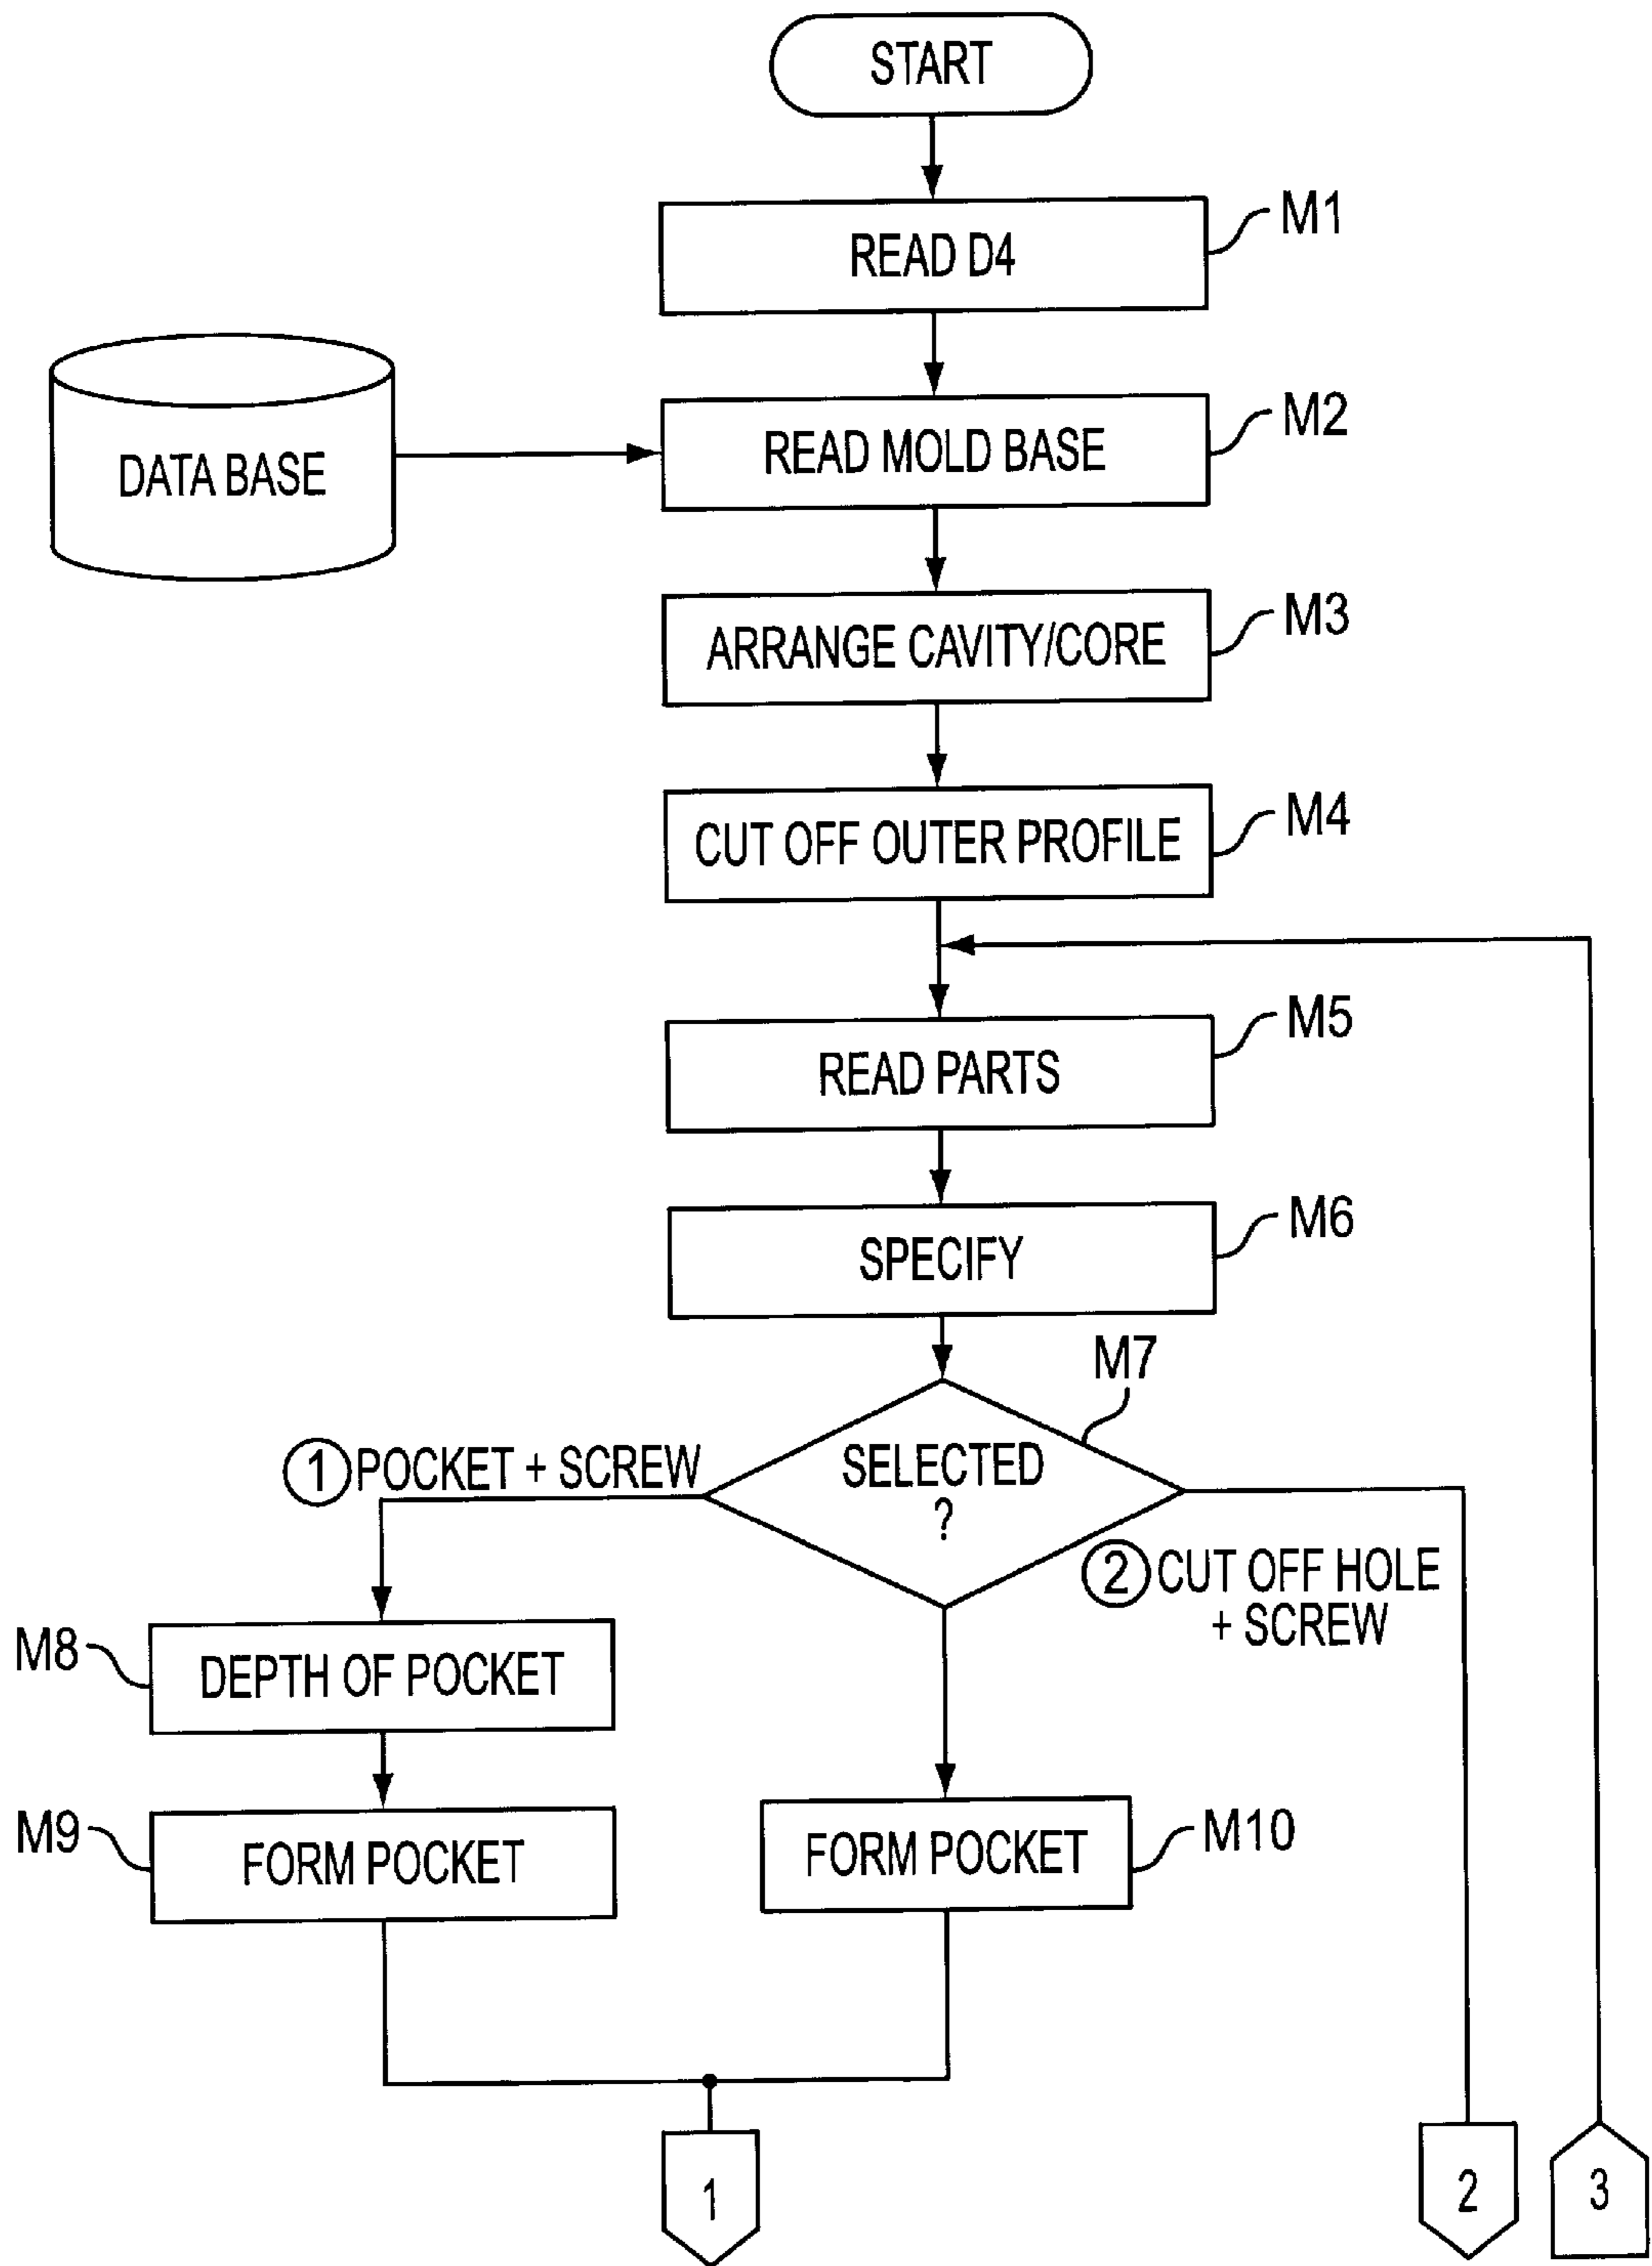 START
M1
READ D4
M2
DATA BASE
READ MOLD BASE
M3
ARRANGE CAVITY/CORE
M4
CUT OFF OUTER PROFILE
M5
READ PARTS
M6
SPECIFY
M7
① POCKET + SCREW
SELECTED
?
② CUT OFF HOLE
+ SCREW
M8
DEPTH OF POCKET
M9
FORM POCKET
FORM POCKET
M10
1
2
3